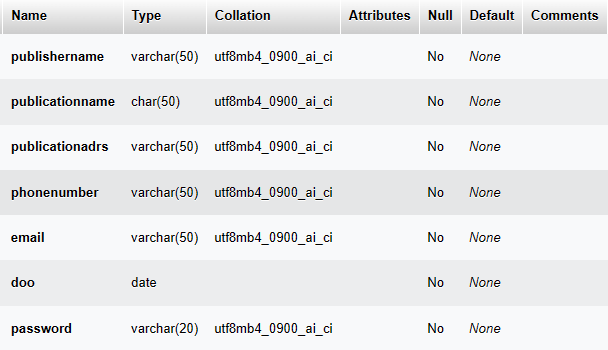 Name Type Collation Attributes Null Default Comments
publishername varchar(50) utf8mb4_0900_ai_ci No None
publicationname char(50) utf8mb4_0900_ai_ci No None
publicationadrs varchar(50) utf8mb4_0900_ai_ci No None
phonenumber varchar(50) utf8mb4_0900_ai_ci No None
email varchar(50) utf8mb4_0900_ai_ci No None
doo date No None
password varchar(20) utf8mb4_0900_ai_ci No None